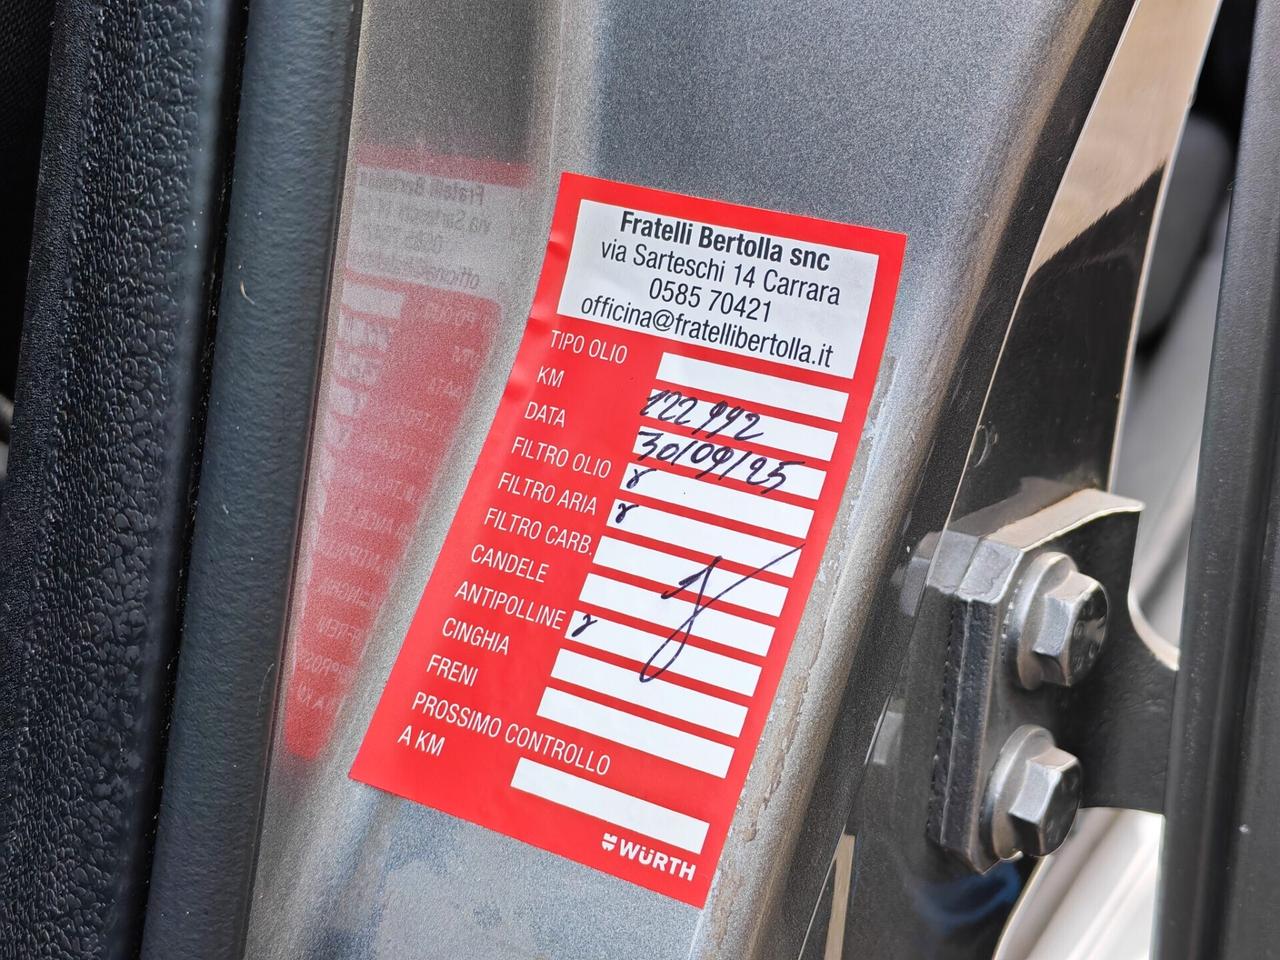 Fratelli Bertolla snc
via Sarteschi 14 Carrara
0585 70421
officina@fratellibertolla.it
TIPO OLIO
KM 122992
DATA 30/09/25
FILTRO OLIO
FILTRO ARIA
FILTRO CARB.
CANDELE
ANTIPOLLINE
CINGHIA
FRENI
PROSSIMO CONTROLLO
A KM
WÜRTH